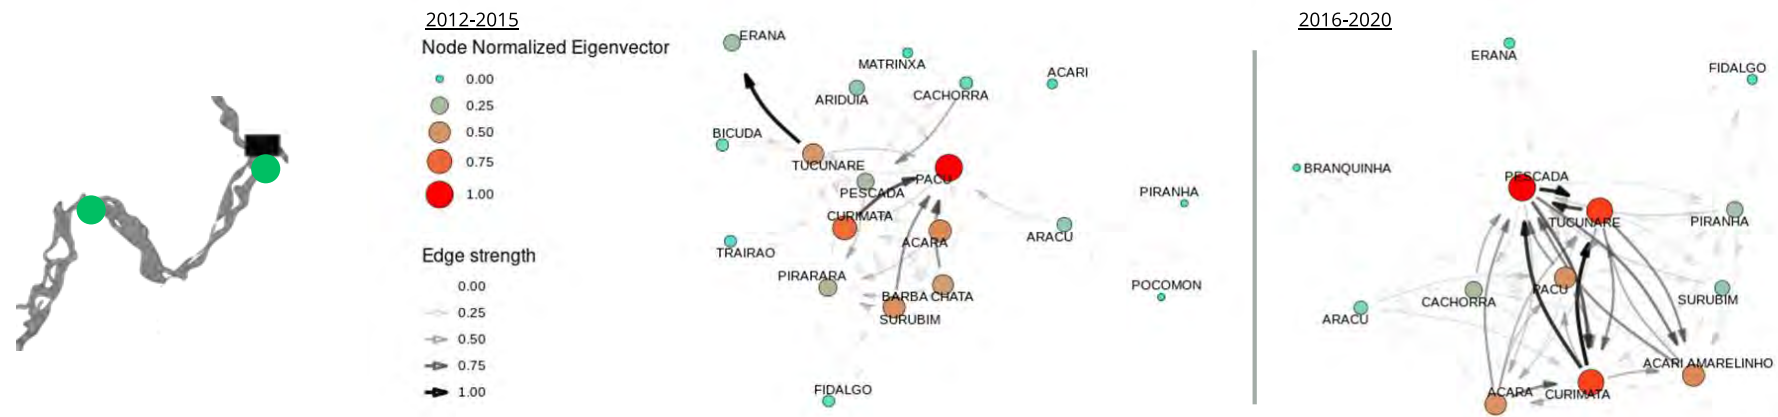 2012-2015
Node Normalized Eigenvector
0.00
0.25
0.50
0.75
1.00
Edge strength
0.00
0.25
0.50
0.75
1.00
ERANA
MATRINXA
ACARI
ARIDUIA
CACHORRA
BICUDA
TUCUNARE
PESCADA
PACU
PIRANHA
CURIMATA
ACARA
ARACU
TRAIRAO
PIRARARA
BARBA CHATA
POCOMON
SURUBIM
FIDALGO
2016-2020
ERANA
FIDALGO
BRANQUINHA
PESCADA
TUCUNARE
PIRANHA
PACU
CACHORRA
SURUBIM
ARACU
ACARI AMARELINHO
ACARA
CURIMATA